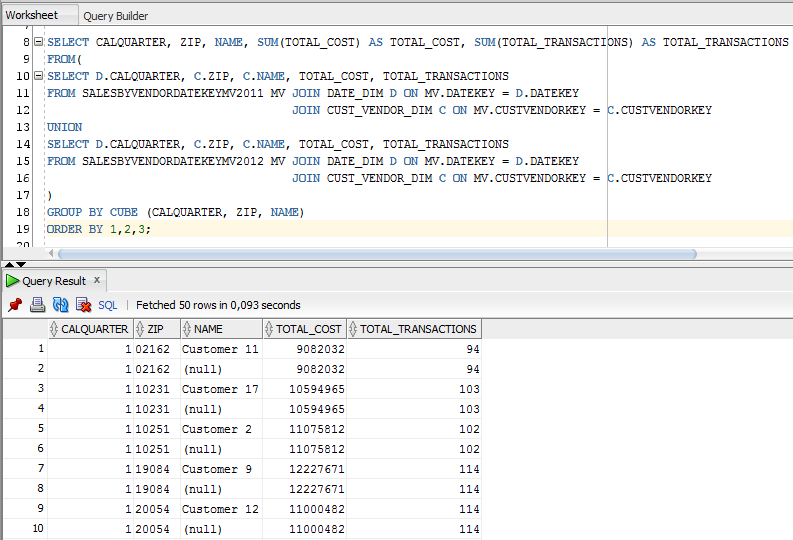 Worksheet Query Builder
8 SELECT CALQUARTER, ZIP, NAME, SUM(TOTAL_COST) AS TOTAL_COST, SUM(TOTAL_TRANSACTIONS) AS TOTAL_TRANSACTIONS
9 FROM(
10 SELECT D.CALQUARTER, C.ZIP, C.NAME, TOTAL_COST, TOTAL_TRANSACTIONS
11 FROM SALESBYVENDORDATEKEYMV2011 MV JOIN DATE_DIM D ON MV.DATEKEY = D.DATEKEY
12 JOIN CUST_VENDOR_DIM C ON MV.CUSTVENDORKEY = C.CUSTVENDORKEY
13 UNION
14 SELECT D.CALQUARTER, C.ZIP, C.NAME, TOTAL_COST, TOTAL_TRANSACTIONS
15 FROM SALESBYVENDORDATEKEYMV2012 MV JOIN DATE_DIM D ON MV.DATEKEY = D.DATEKEY
16 JOIN CUST_VENDOR_DIM C ON MV.CUSTVENDORKEY = C.CUSTVENDORKEY
17 )
18 GROUP BY CUBE (CALQUARTER, ZIP, NAME)
19 ORDER BY 1,2,3;
Query Result x
SQL | Fetched 50 rows in 0,093 seconds
CALQUARTER ZIP NAME TOTAL_COST TOTAL_TRANSACTIONS
1 1 02162 Customer 11 9082032 94
2 1 02162 (null) 9082032 94
3 1 10231 Customer 17 10594965 103
4 1 10231 (null) 10594965 103
5 1 10251 Customer 2 11075812 102
6 1 10251 (null) 11075812 102
7 1 19084 Customer 9 12227671 114
8 1 19084 (null) 12227671 114
9 1 20054 Customer 12 11000482 114
10 1 20054 (null) 11000482 114